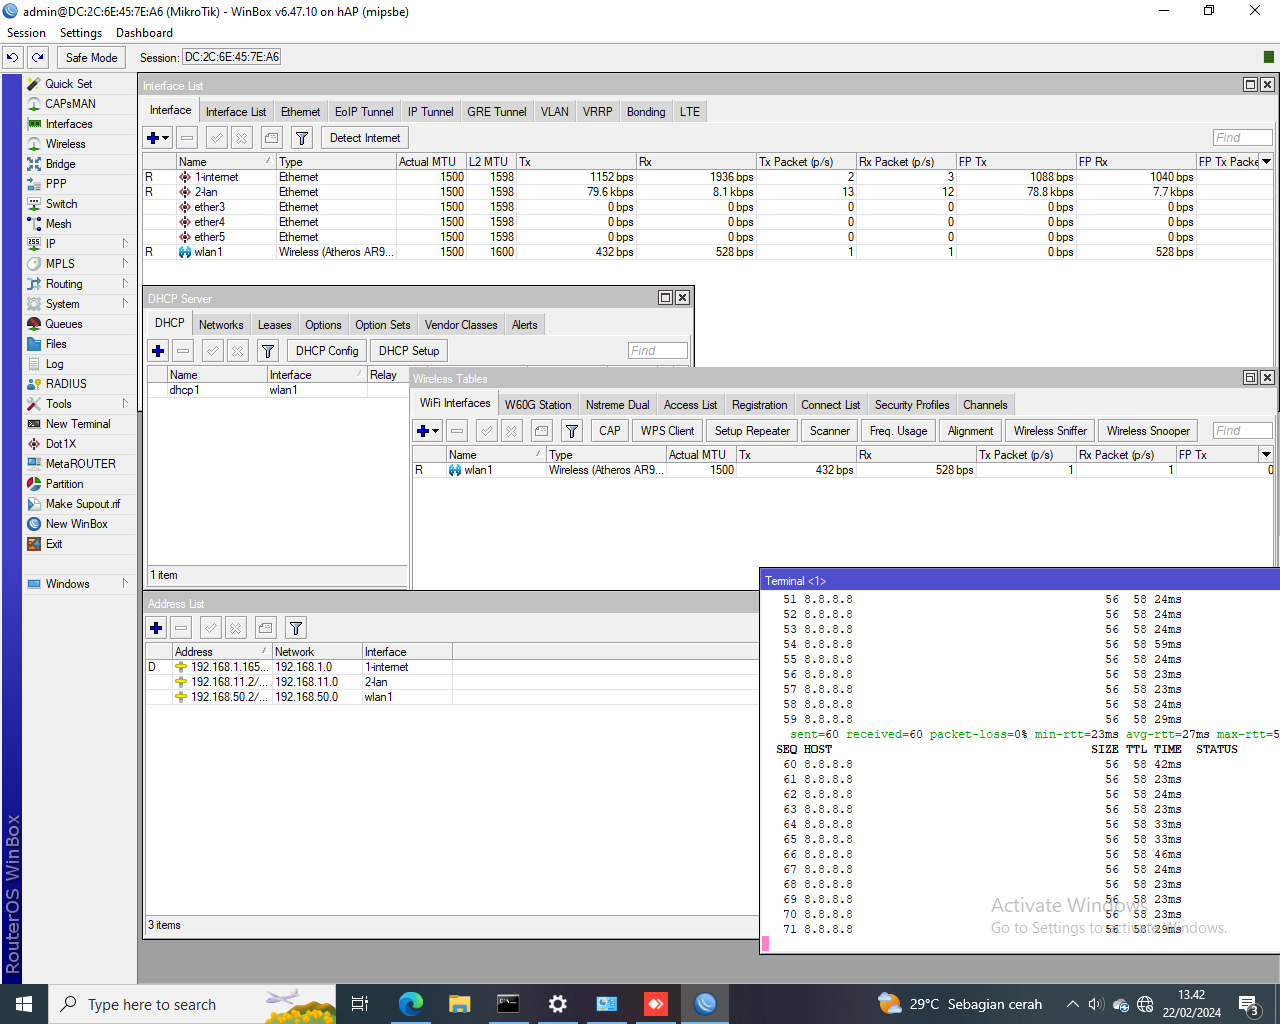 admin@DC:2C:6E:45:7E:A6 (MikroTik) - WinBox v6.47.10 on hAP (mipsbe)
Session Settings Dashboard
Safe Mode Session: DC:2C:6E:45:7E:A6
Quick Set
CAPsMAN
Interfaces
Wireless
Bridge
PPP
Switch
Mesh
IP
MPLS
Routing
System
Queues
Files
Log
RADIUS
Tools
New Terminal
Dot1X
MetaROUTER
Partition
Make Supout.rif
New WinBox
Exit
Windows
RouterOS WinBox
Interface List
Interface Interface List Ethernet EoIP Tunnel IP Tunnel GRE Tunnel VLAN VRRP Bonding LTE
Detect Internet Find
Name Type Actual MTU L2 MTU Tx Rx Tx Packet (p/s) Rx Packet (p/s) FP Tx FP Rx FP Tx Packe
R 1-internet Ethernet 1500 1598 1152 bps 1936 bps 2 3 1088 bps 1040 bps
R 2-lan Ethernet 1500 1598 79.6 kbps 8.1 kbps 13 12 78.8 kbps 7.7 kbps
ether3 Ethernet 1500 1598 0 bps 0 bps 0 0 0 bps 0 bps
ether4 Ethernet 1500 1598 0 bps 0 bps 0 0 0 bps 0 bps
ether5 Ethernet 1500 1598 0 bps 0 bps 0 0 0 bps 0 bps
R wlan1 Wireless (Atheros AR9... 1500 1600 432 bps 528 bps 1 1 0 bps 528 bps
DHCP Server
DHCP Networks Leases Options Option Sets Vendor Classes Alerts
DHCP Config DHCP Setup Find
Name Interface Relay
dhcp1 wlan1
1 item
Wireless Tables
WiFi Interfaces W60G Station Nstreme Dual Access List Registration Connect List Security Profiles Channels
CAP WPS Client Setup Repeater Scanner Freq. Usage Alignment Wireless Sniffer Wireless Snooper Find
Name Type Actual MTU Tx Rx Tx Packet (p/s) Rx Packet (p/s) FP Tx
R wlan1 Wireless (Atheros AR9... 1500 432 bps 528 bps 1 1 0
Address List
Address Network Interface
D 192.168.1.165... 192.168.1.0 1-internet
192.168.11.2/... 192.168.11.0 2-lan
192.168.50.2/... 192.168.50.0 wlan1
3 items
Terminal <1>
51 8.8.8.8 56 58 24ms
52 8.8.8.8 56 58 24ms
53 8.8.8.8 56 58 24ms
54 8.8.8.8 56 58 59ms
55 8.8.8.8 56 58 24ms
56 8.8.8.8 56 58 23ms
57 8.8.8.8 56 58 23ms
58 8.8.8.8 56 58 24ms
59 8.8.8.8 56 58 29ms
sent=60 received=60 packet-loss=0% min-rtt=23ms avg-rtt=27ms max-rtt=5
SEQ HOST SIZE TTL TIME STATUS
60 8.8.8.8 56 58 42ms
61 8.8.8.8 56 58 23ms
62 8.8.8.8 56 58 24ms
63 8.8.8.8 56 58 23ms
64 8.8.8.8 56 58 33ms
65 8.8.8.8 56 58 33ms
66 8.8.8.8 56 58 46ms
67 8.8.8.8 56 58 24ms
68 8.8.8.8 56 58 23ms
69 8.8.8.8 56 58 23ms
70 8.8.8.8 56 58 23ms
71 8.8.8.8 56 58 29ms
Activate Windows
Go to Settings to activate Windows.
Type here to search
29°C Sebagian cerah
13.42
22/02/2024
3